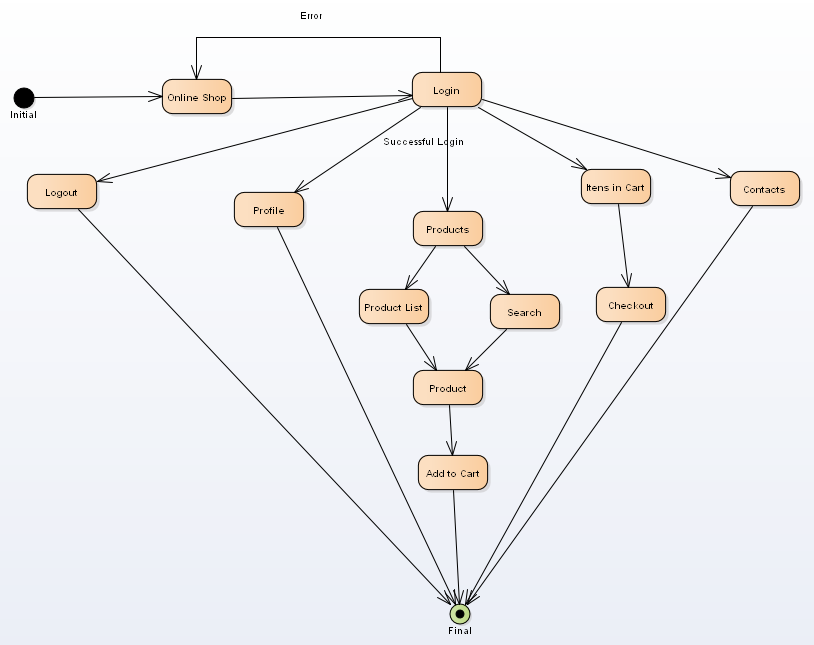 Error
Online Shop
Login
Initial
Successful Login
Logout
Profile
Products
Itens in Cart
Contacts
Product List
Search
Checkout
Product
Add to Cart
Final